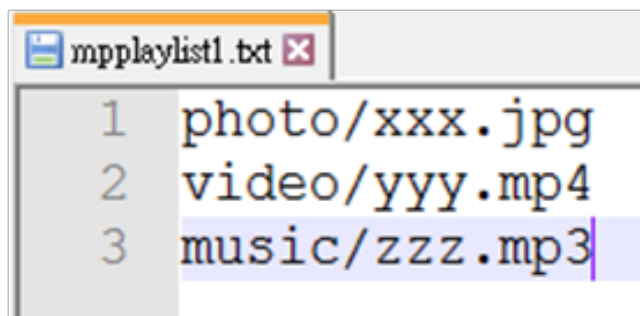 mpplaylist1.txt
1 photo/xxx.jpg
2 video/yyy.mp4
3 music/zzz.mp3